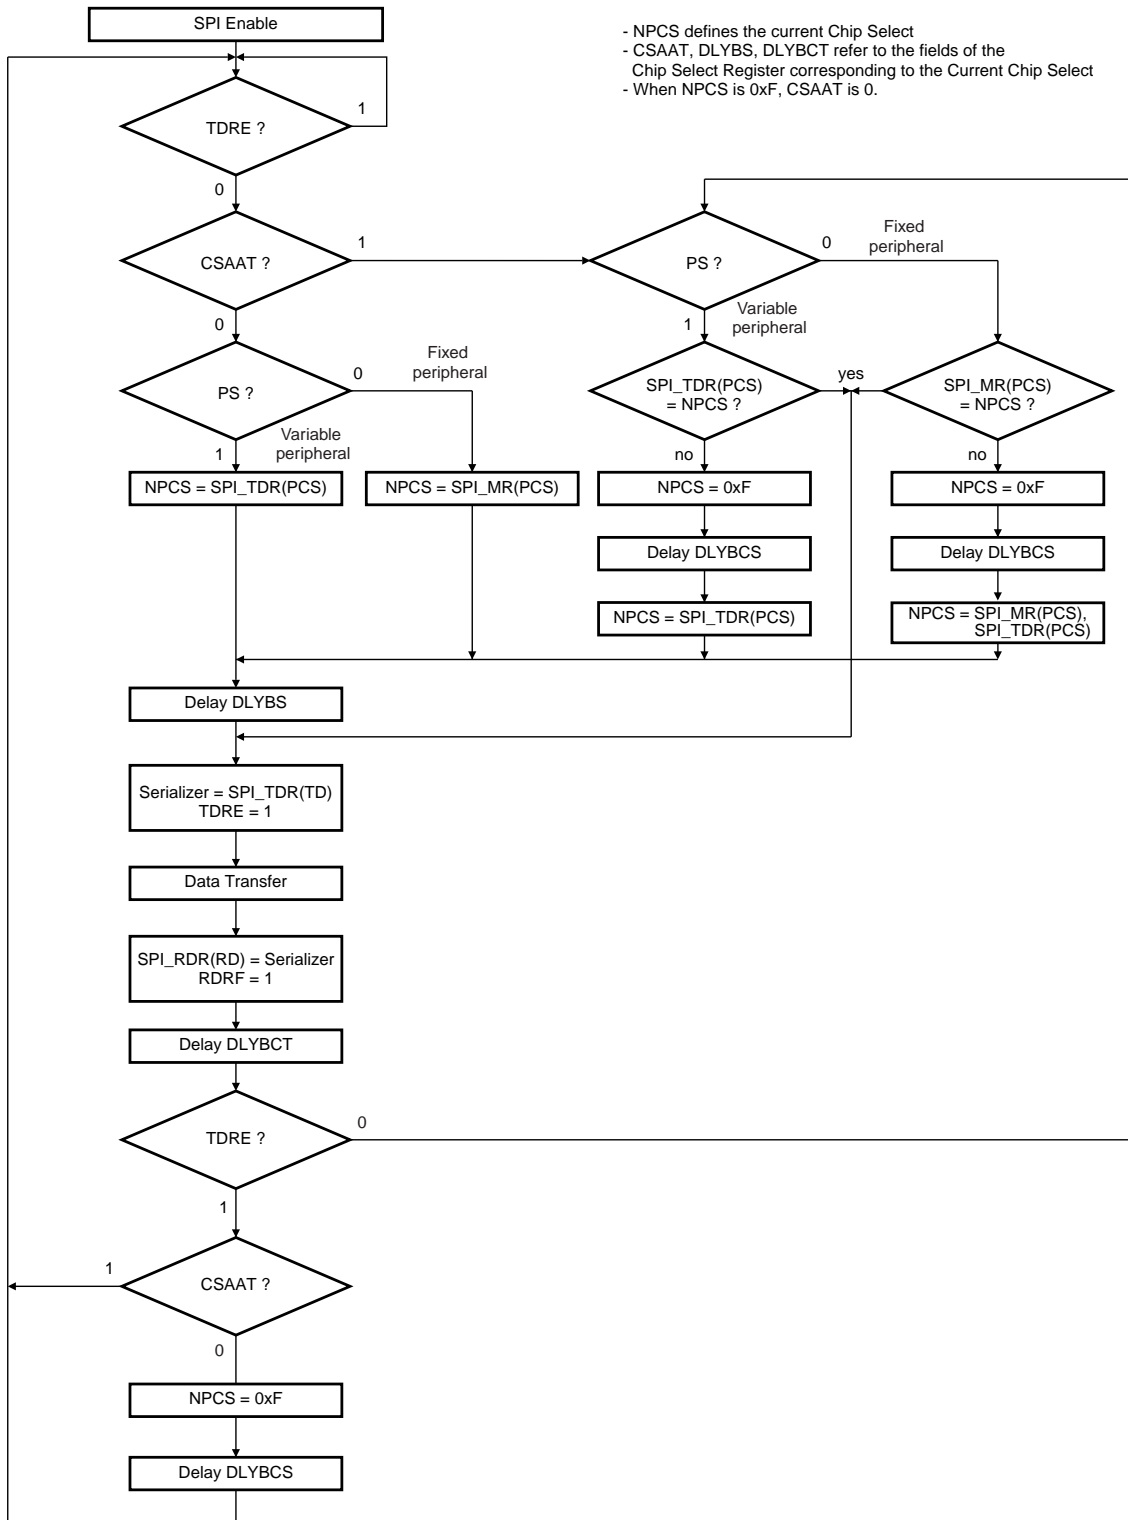 SPI Enable
- NPCS defines the current Chip Select
- CSAAT, DLYBS, DLYBCT refer to the fields of the
Chip Select Register corresponding to the Current Chip Select
- When NPCS is 0xF, CSAAT is 0.
1
TDRE ?
0
CSAAT ?
1
PS ?
0
Fixed
peripheral
0
1
Variable
peripheral
PS ?
0
Fixed
peripheral
SPI_TDR(PCS)
= NPCS ?
yes
SPI_MR(PCS)
= NPCS ?
1
Variable
peripheral
no
no
NPCS = SPI_TDR(PCS)
NPCS = SPI_MR(PCS)
NPCS = 0xF
NPCS = 0xF
Delay DLYBCS
Delay DLYBCS
NPCS = SPI_TDR(PCS)
NPCS = SPI_MR(PCS),
SPI_TDR(PCS)
Delay DLYBS
Serializer = SPI_TDR(TD)
TDRE = 1
Data Transfer
SPI_RDR(RD) = Serializer
RDRF = 1
Delay DLYBCT
TDRE ?
0
1
1
CSAAT ?
0
NPCS = 0xF
Delay DLYBCS